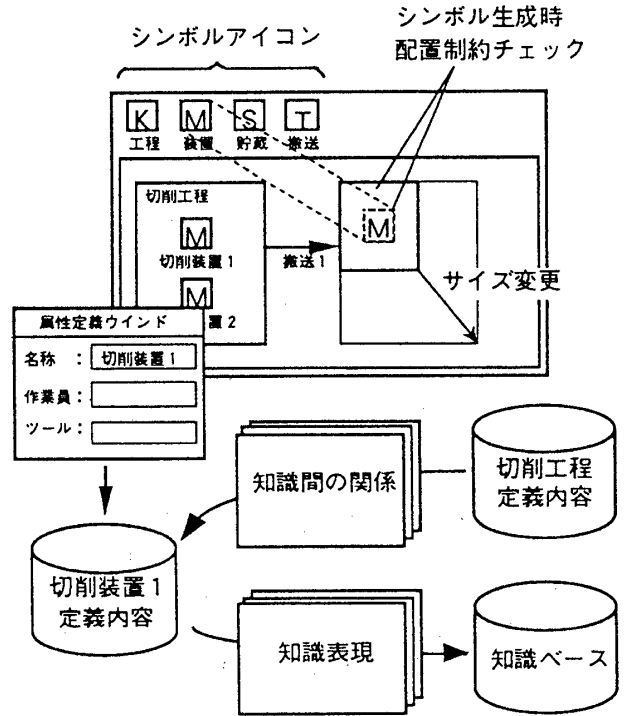 シンボルアイコン
シンボル生成時
配置制約チェック
K M S T
工程 装置 貯蔵 搬送
切削工程
M
切削装置1
M
置2
搬送1
M
サイズ変更
属性定義ウインド
名称 : 切削装置1
作業員:
ツール:
知識間の関係
切削工程
定義内容
切削装置1
定義内容
知識表現
知識ベース